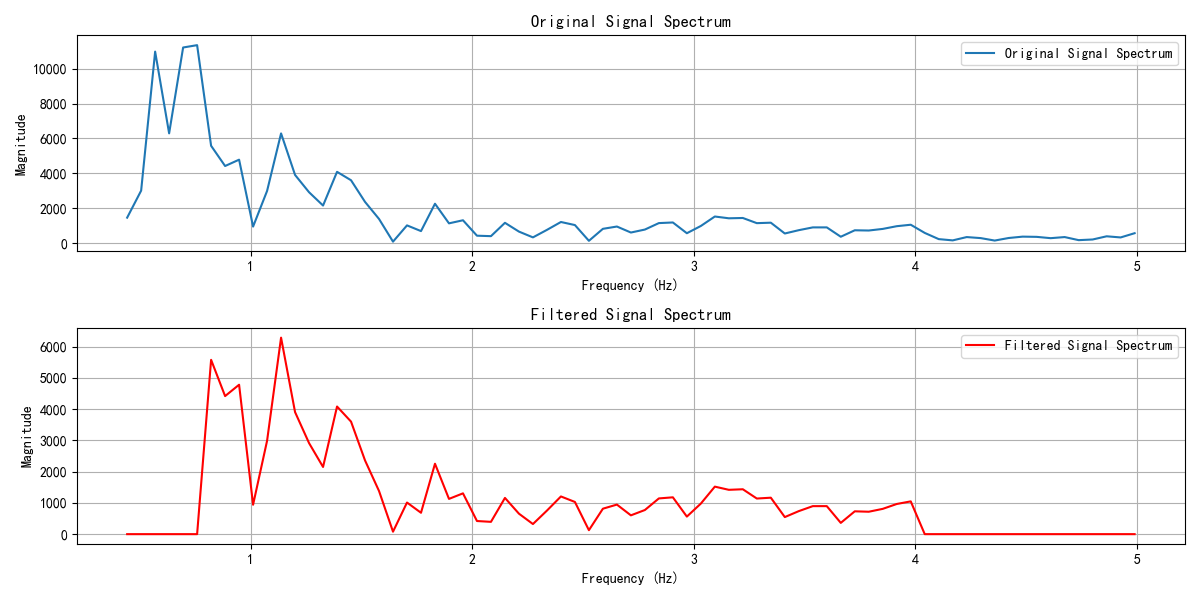 Original Signal Spectrum
Original Signal Spectrum
10000
8000
6000
4000
2000
0
Magnitude
1 2 3 4 5
Frequency (Hz)
Filtered Signal Spectrum
Filtered Signal Spectrum
6000
5000
4000
3000
2000
1000
0
Magnitude
1 2 3 4 5
Frequency (Hz)